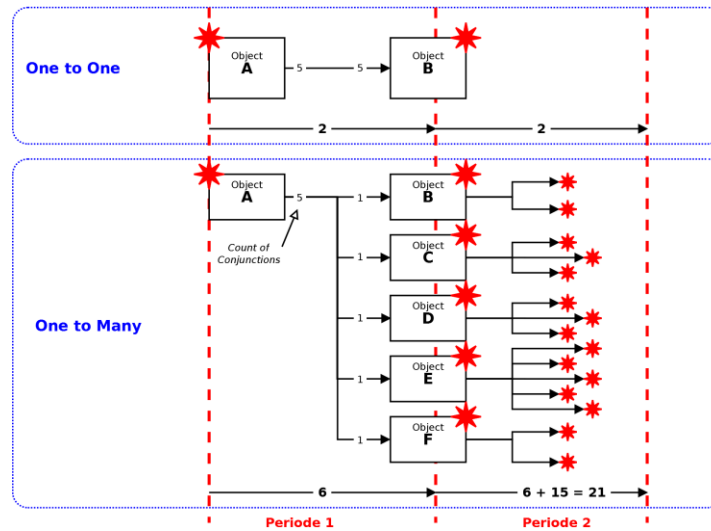 One to One
Object
A
5
5
Object
B
2
2
One to Many
Object
A
5
Count of
Conjunctions
1
Object
B
1
Object
C
1
Object
D
1
Object
E
1
Object
F
6
6 + 15 = 21
Periode 1
Periode 2